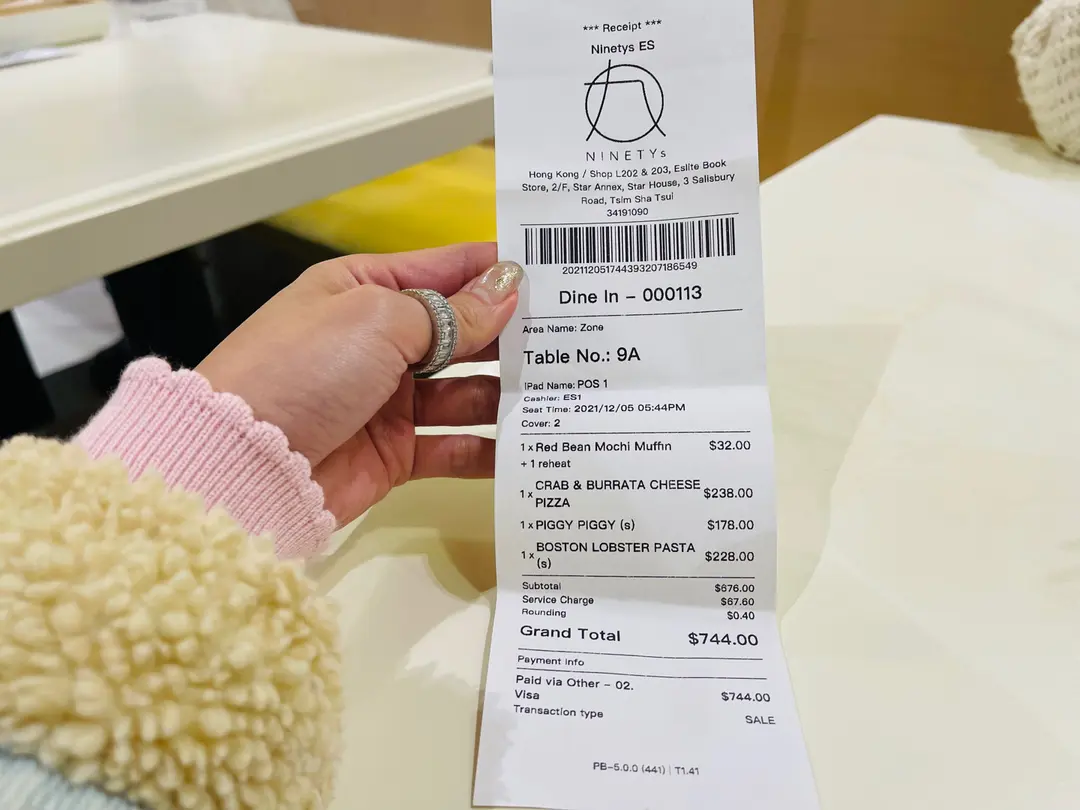 *** Receipt ***
Ninetys ES
NINETYs
Hong Kong / Shop L202 & 203, Eslite Book
Store, 2/F, Star Annex, Star House, 3 Salisbury
Road, Tsim Sha Tsui
34191090
202112051744393207186549
Dine In - 000113
Area Name: Zone
Table No.: 9A
iPad Name: POS 1
Cashier: ES1
Seat Time: 2021/12/05 05:44PM
Cover: 2
1 x Red Bean Mochi Muffin $32.00
+ 1 reheat
1 x CRAB & BURRATA CHEESE PIZZA $238.00
1 x PIGGY PIGGY (s) $178.00
1 x BOSTON LOBSTER PASTA (s) $228.00
Subtotal $676.00
Service Charge $67.60
Rounding $0.40
Grand Total $744.00
Payment Info
Paid via Other - 02.
Visa $744.00
Transaction type SALE
PB-5.0.0 (441) | T1.41